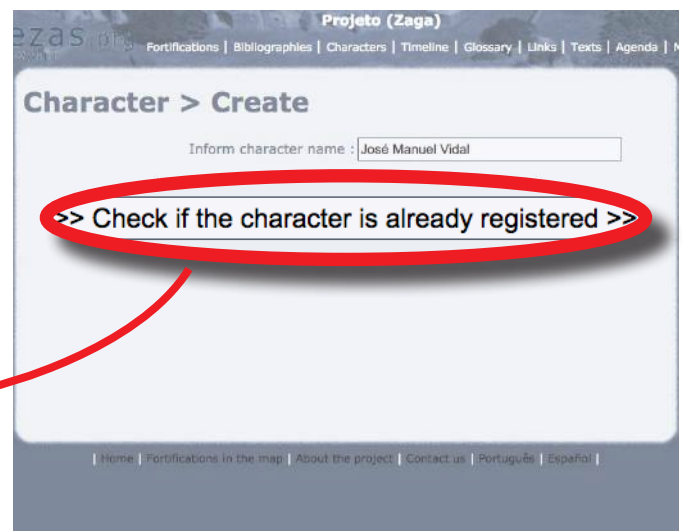 Projeto (Zaga)
ezas.org
Fortifications | Bibliographies | Characters | Timeline | Glossary | Links | Texts | Agenda |
Character > Create
Inform character name : José Manuel Vidal
>> Check if the character is already registered >>
| Home | Fortifications in the map | About the project | Contact us | Português | Español |